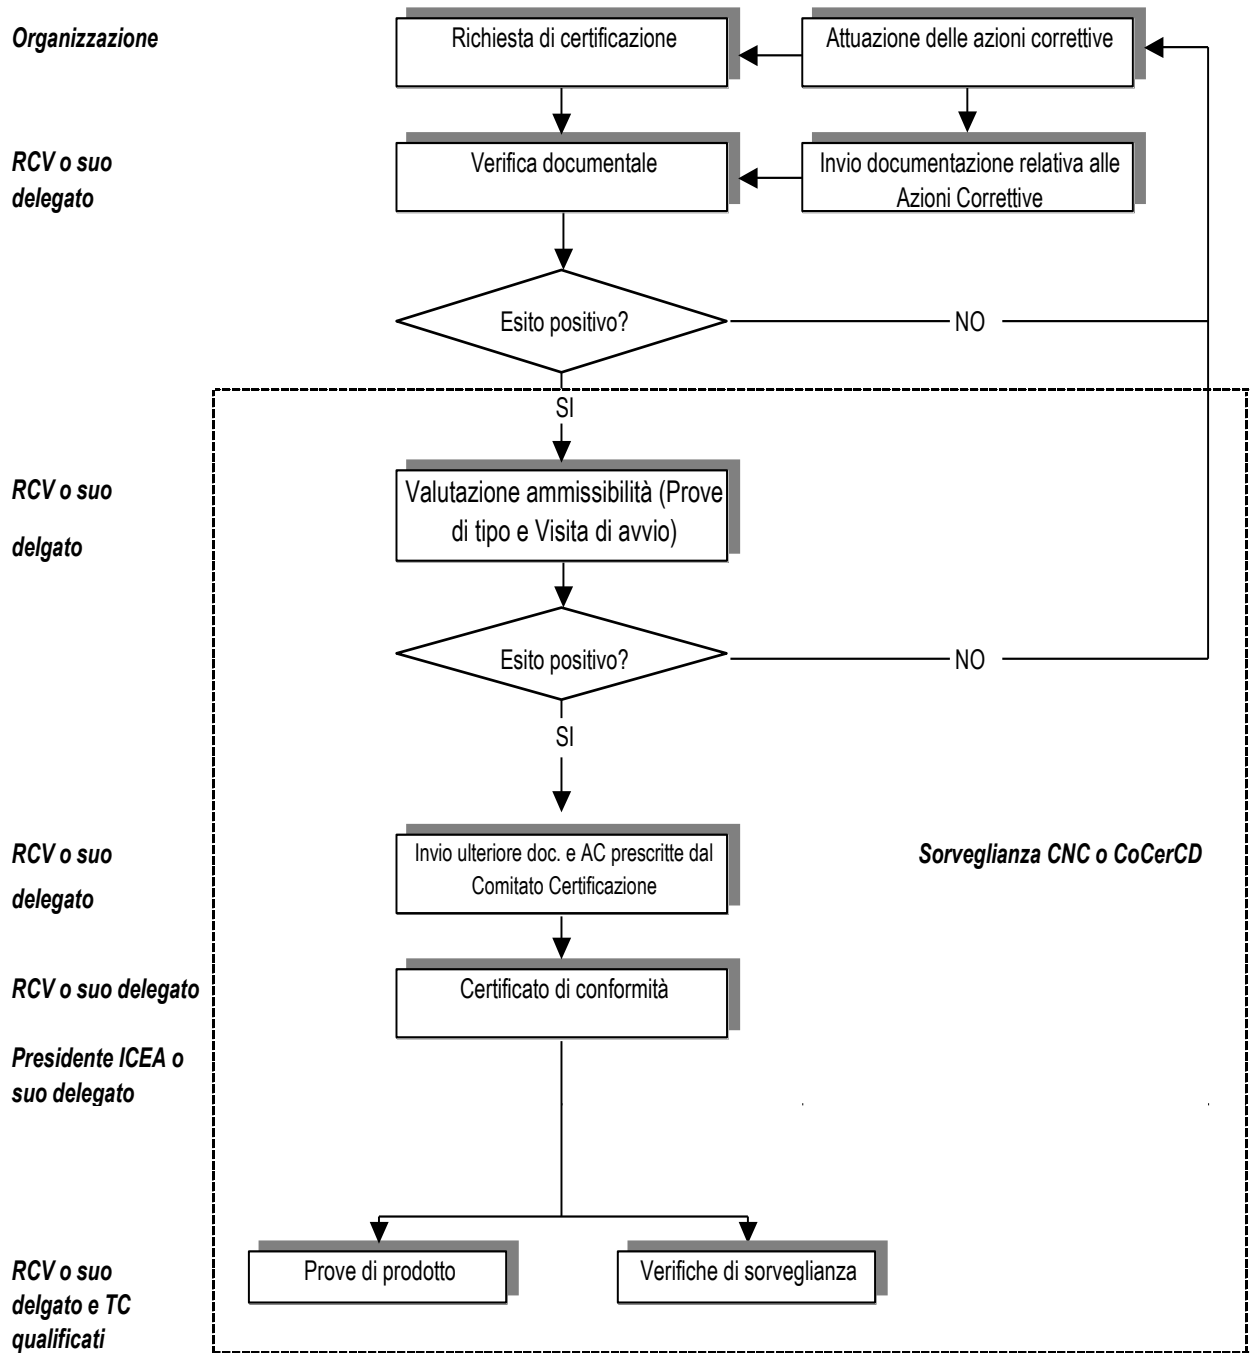 Organizzazione
Richiesta di certificazione
Attuazione delle azioni correttive
RCV o suo
delegato
Verifica documentale
Invio documentazione relativa alle
Azioni Correttive
Esito positivo?
NO
SI
RCV o suo
delgato
Valutazione ammissibilità (Prove
di tipo e Visita di avvio)
Esito positivo?
NO
SI
RCV o suo
delegato
Invio ulteriore doc. e AC prescritte dal
Comitato Certificazione
Sorveglianza CNC o CoCerCD
RCV o suo delegato
Certificato di conformità
Presidente ICEA o
suo delegato
RCV o suo
delgato e TC
qualificati
Prove di prodotto
Verifiche di sorveglianza